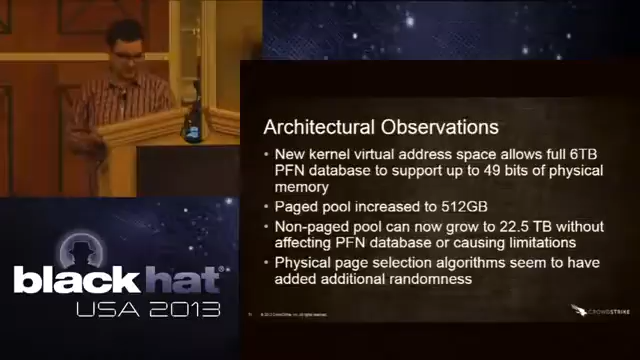 Architectural Observations
• New kernel virtual address space allows full 6TB
PFN database to support up to 49 bits of physical
memory
• Paged pool increased to 512GB
• Non-paged pool can now grow to 22.5 TB without
affecting PFN database or causing limitations
• Physical page selection algorithms seem to have
added additional randomness
CROWDSTRIKE
black hat®
USA 2013